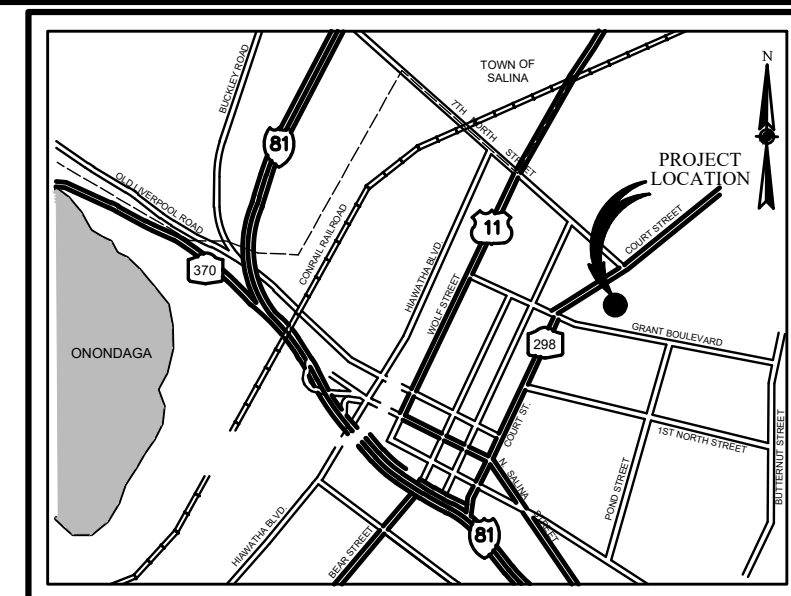 TOWN OF
SALINA
N
BUCKLEY ROAD
81
7TH NORTH STREET
PROJECT
LOCATION
OLD LIVERPOOL ROAD
CONRAIL RAILROAD
11
COURT STREET
370
HIAWATHA BLVD.
WOLF STREET
298
GRANT BOULEVARD
ONONDAGA
COURT ST.
1ST NORTH STREET
N SALINA STREET
POND STREET
BUTTERNUT STREET
HIAWATHA BLVD.
BEAR STREET
81